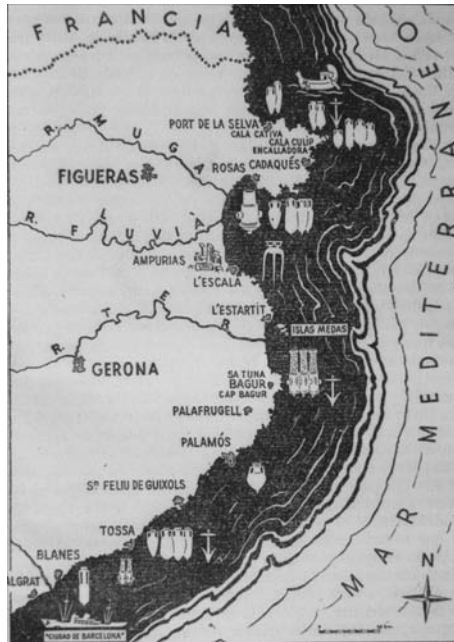 FRANCIA
PORT DE LA SELVA
CALA CATIVA
CALA CULIP
ENCALLADORA
R. MUGA
ROSAS
CADAQUÉS
FIGUERAS
R. FLUVIÁ
AMPURIAS
L'ESCALA
L'ESTARTÍT
ISLAS MEDAS
R. TER
GERONA
SA TUNA
BAGUR
CAP BAGUR
PALAFRUGELL
PALAMÓS
Sn FELIU DE GUIXOLS
TOSSA
BLANES
ALGRAT
"CIUDAD DE BARCELONA"
MAR MEDITERRANEO
N